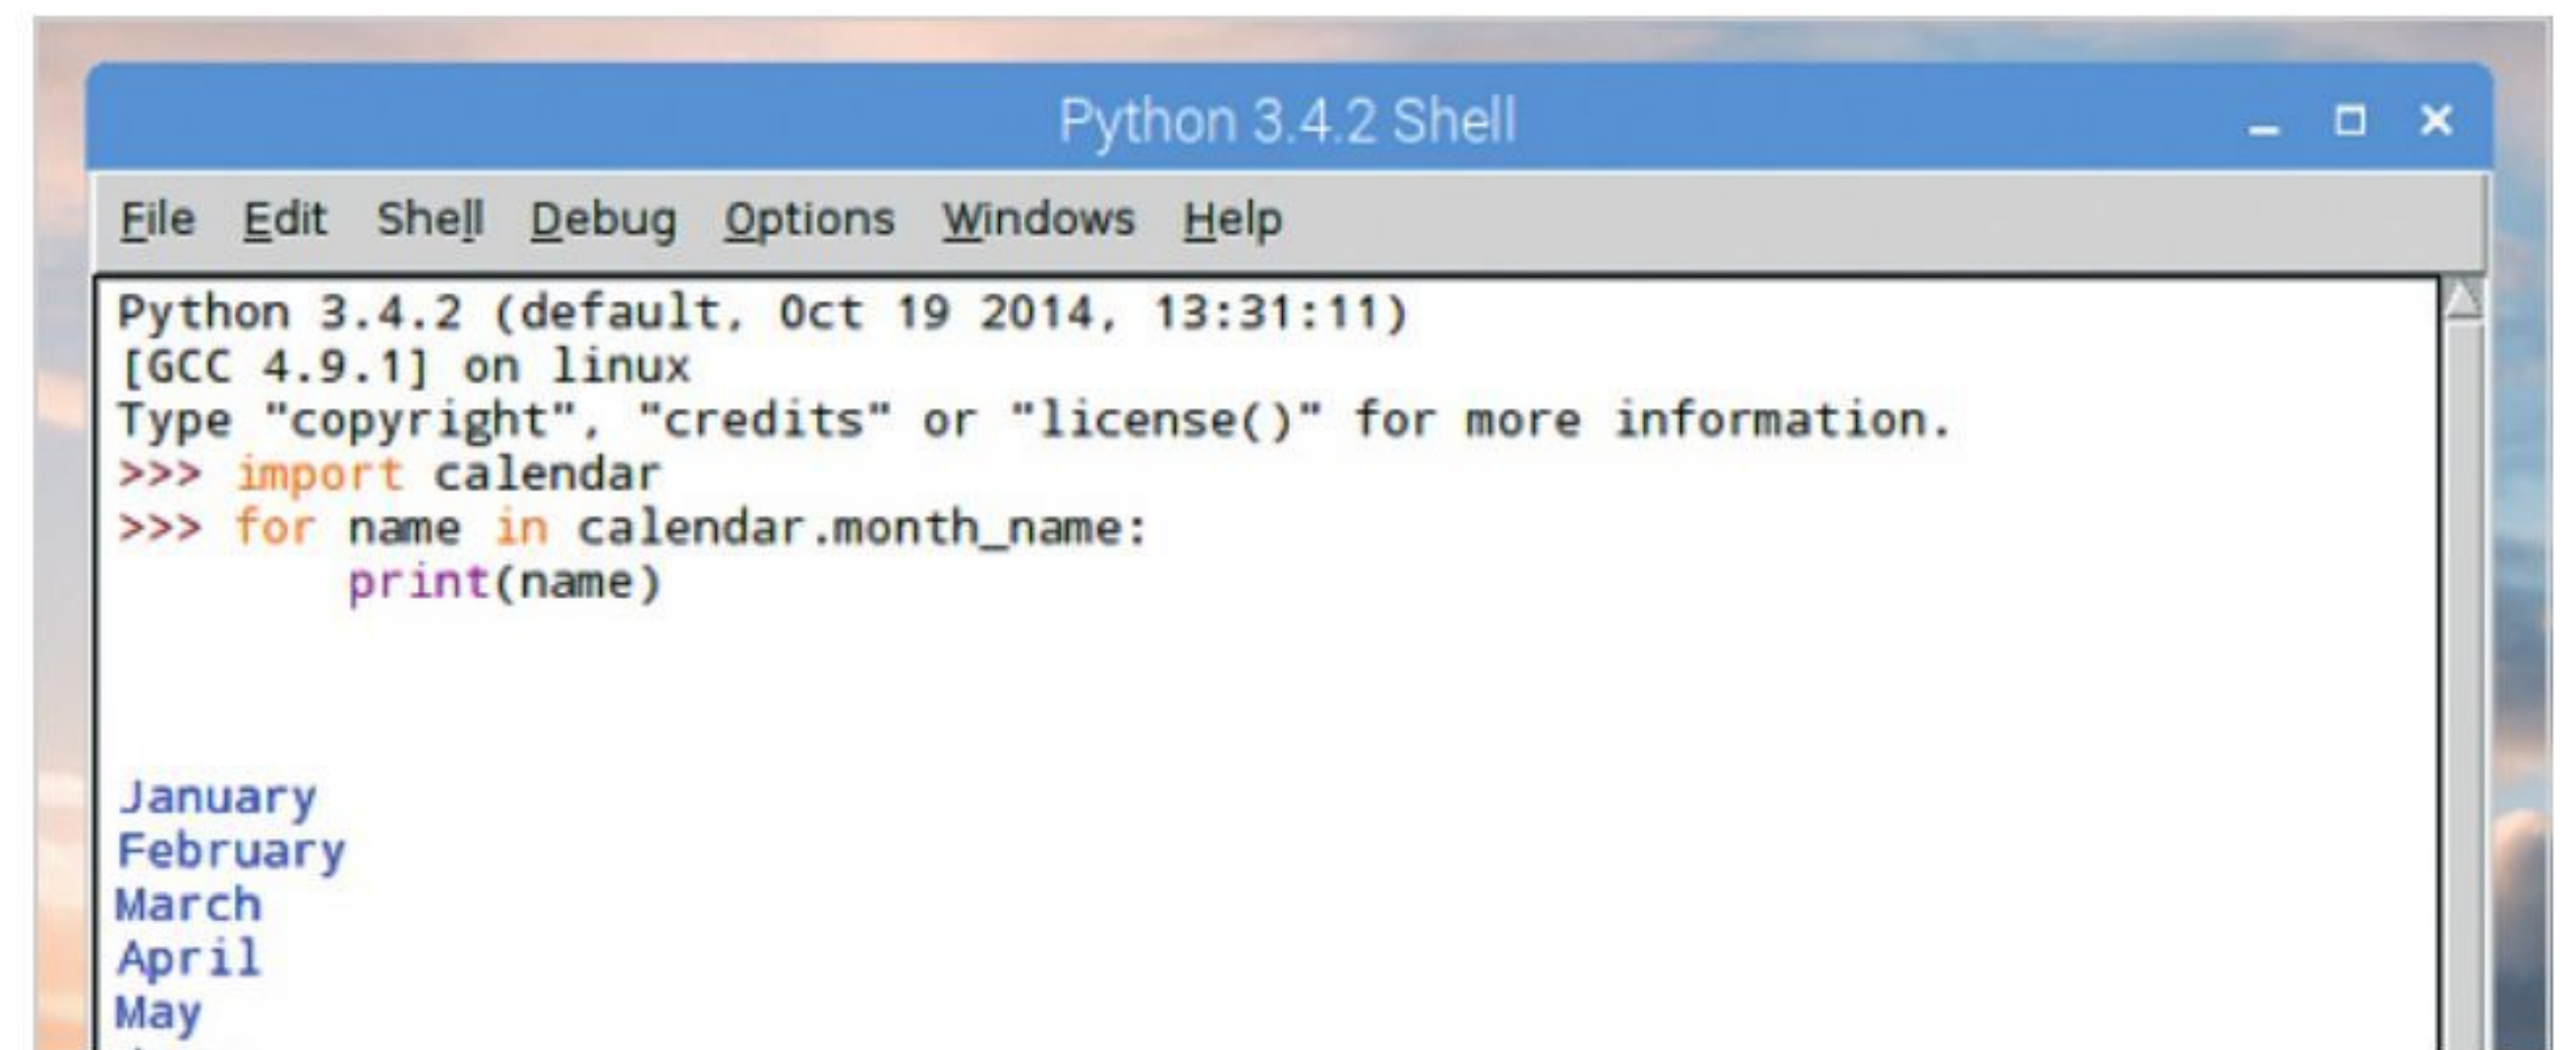 Python 3.4.2 Shell
File Edit Shell Debug Options Windows Help
Python 3.4.2 (default, Oct 19 2014, 13:31:11)
[GCC 4.9.1] on linux
Type "copyright", "credits" or "license()" for more information.
>>> import calendar
>>> for name in calendar.month_name:
        print(name)
January
February
March
April
May